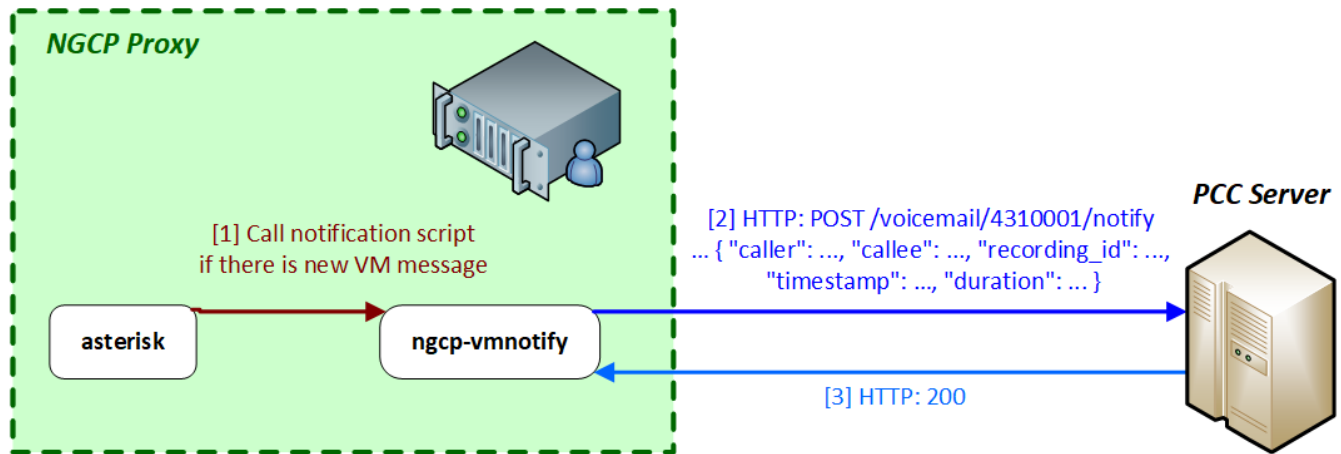 NGCP Proxy
PCC Server
[1] Call notification script
if there is new VM message
[2] HTTP: POST /voicemail/4310001/notify
... { "caller": ..., "callee": ..., "recording_id": ...,
"timestamp": ..., "duration": ... }
asterisk
ngcp-vmnotify
[3] HTTP: 200